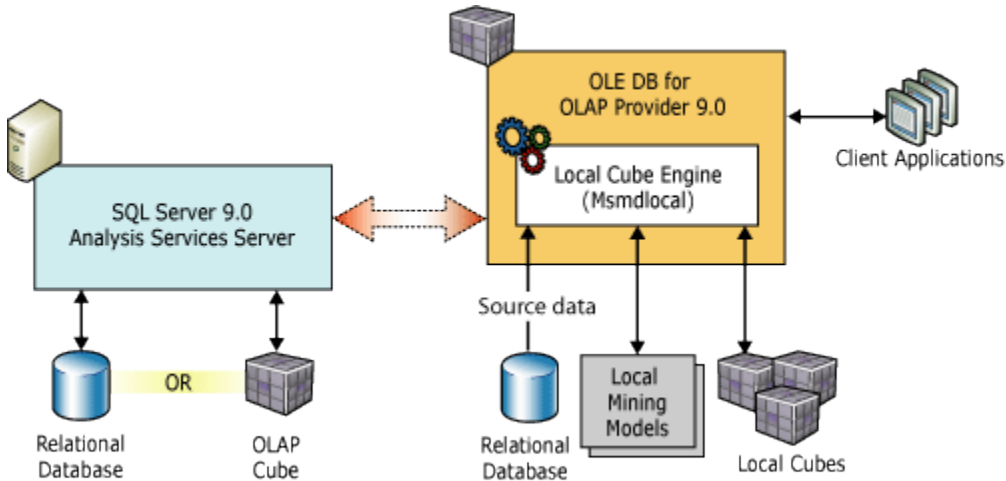 OLE DB for
OLAP Provider 9.0
Client Applications
Local Cube Engine
(Msmdlocal)
SQL Server 9.0
Analysis Services Server
Source data
OR
Relational
Database
OLAP
Cube
Relational
Database
Local
Mining
Models
Local Cubes